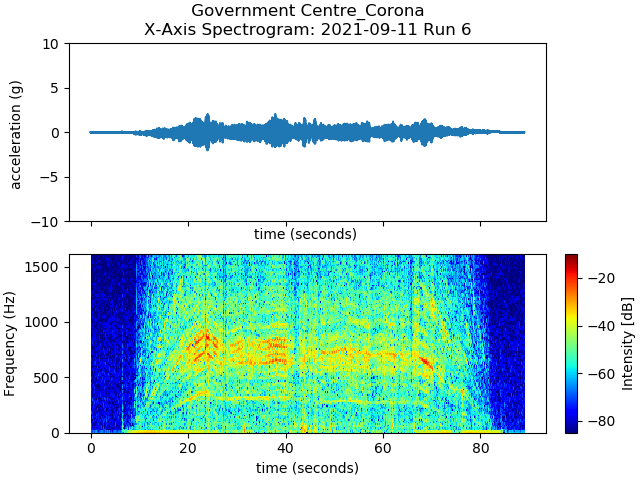 Government Centre_Corona
X-Axis Spectrogram: 2021-09-11 Run 6
10
5
0
−5
−10
acceleration (g)
time (seconds)
1500
1000
500
0
Frequency (Hz)
0 20 40 60 80
time (seconds)
−20
−40
−60
−80
Intensity [dB]